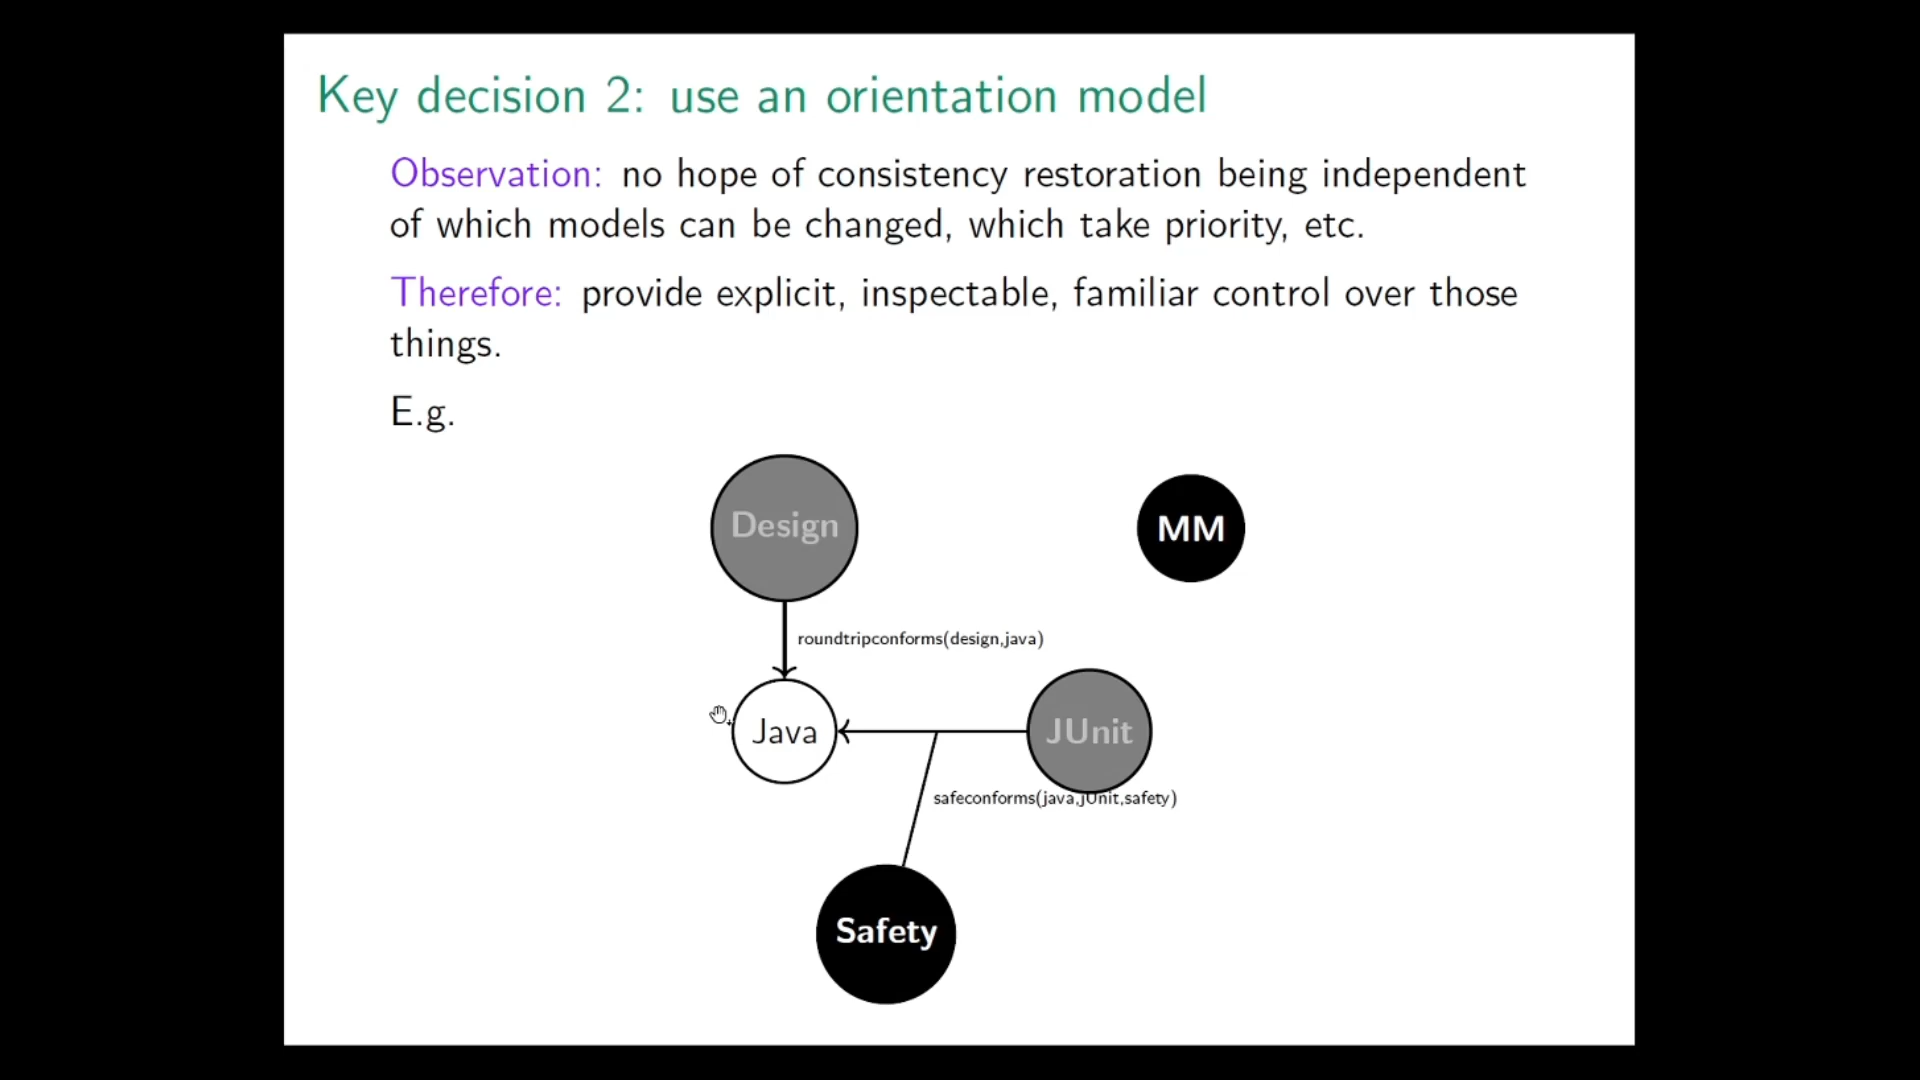 Key decision 2: use an orientation model
Observation: no hope of consistency restoration being independent
of which models can be changed, which take priority, etc.
Therefore: provide explicit, inspectable, familiar control over those
things.
E.g.
Design
MM
roundtripconforms(design,java)
Java
JUnit
safeconforms(java,jUnit,safety)
Safety